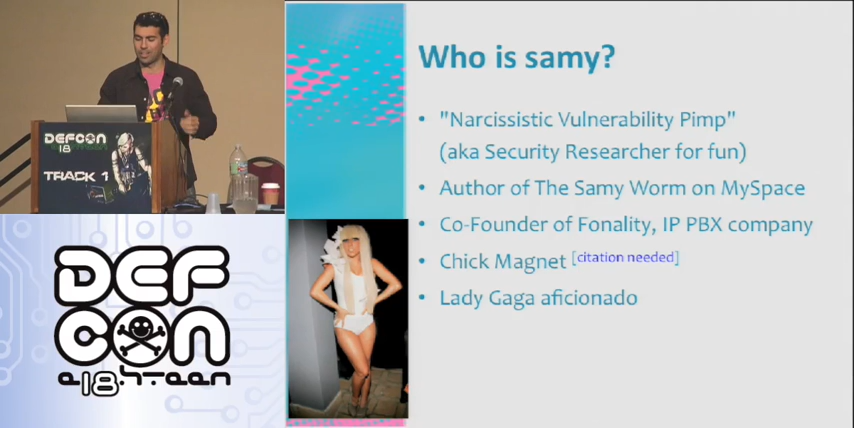 DEFCON
18
TRACK 1
DEF
CON
Who is samy?
• "Narcissistic Vulnerability Pimp"
(aka Security Researcher for fun)
• Author of The Samy Worm on MySpace
• Co-Founder of Fonality, IP PBX company
• Chick Magnet [citation needed]
• Lady Gaga aficionado